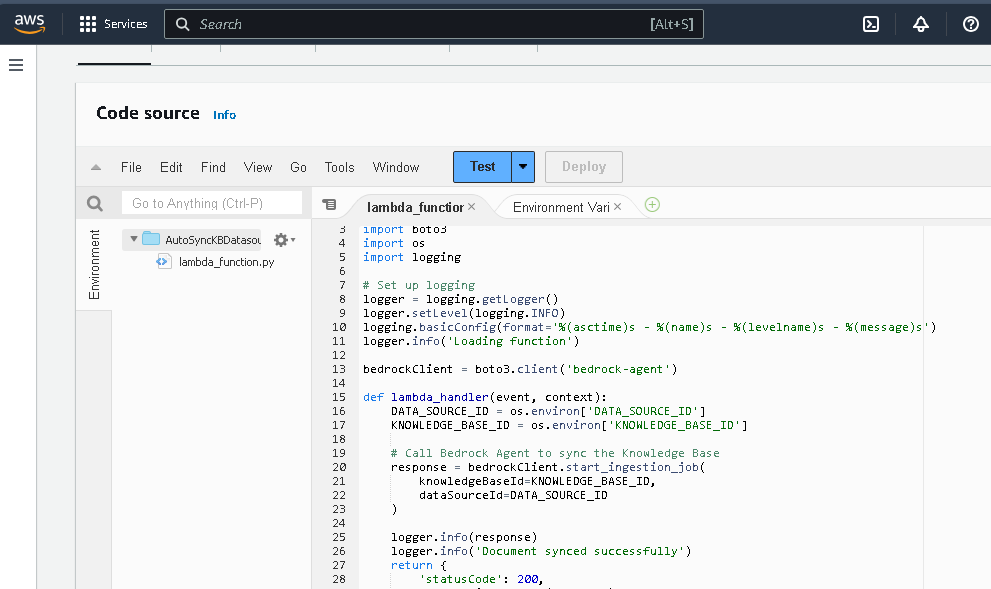 aws Services Search [Alt+S]
Code source Info
File Edit Find View Go Tools Window Test Deploy
Go to Anything (Ctrl-P) lambda_function Environment Vari
Environment
AutoSyncKBDatasou
lambda_function.py
3 import boto3
4 import os
5 import logging
6
7 # Set up logging
8 logger = logging.getLogger()
9 logger.setLevel(logging.INFO)
10 logging.basicConfig(format='%(asctime)s - %(name)s - %(levelname)s - %(message)s')
11 logger.info('Loading function')
12
13 bedrockClient = boto3.client('bedrock-agent')
14
15 def lambda_handler(event, context):
16 DATA_SOURCE_ID = os.environ['DATA_SOURCE_ID']
17 KNOWLEDGE_BASE_ID = os.environ['KNOWLEDGE_BASE_ID']
18
19 # Call Bedrock Agent to sync the Knowledge Base
20 response = bedrockClient.start_ingestion_job(
21 knowledgeBaseId=KNOWLEDGE_BASE_ID,
22 dataSourceId=DATA_SOURCE_ID
23 )
24
25 logger.info(response)
26 logger.info('Document synced successfully')
27 return {
28 'statusCode': 200,